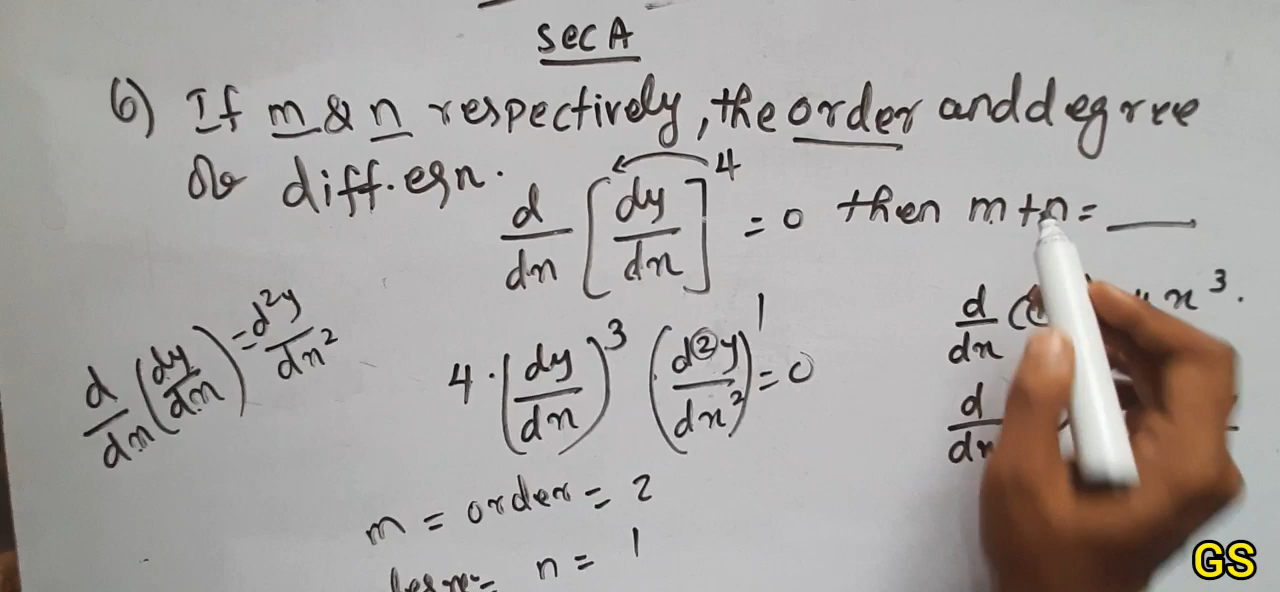 sec A
6) If m & n respectively, the order and degree
of diff. eqn.
d/dx [dy/dx]^4 = 0 then m+n = ___
d/dx (dy/dx) = d²y/dx²
4·(dy/dx)³ (d²y/dx²)¹ = 0
d/dx x³.
d/dx
m = order = 2
n = 1
GS